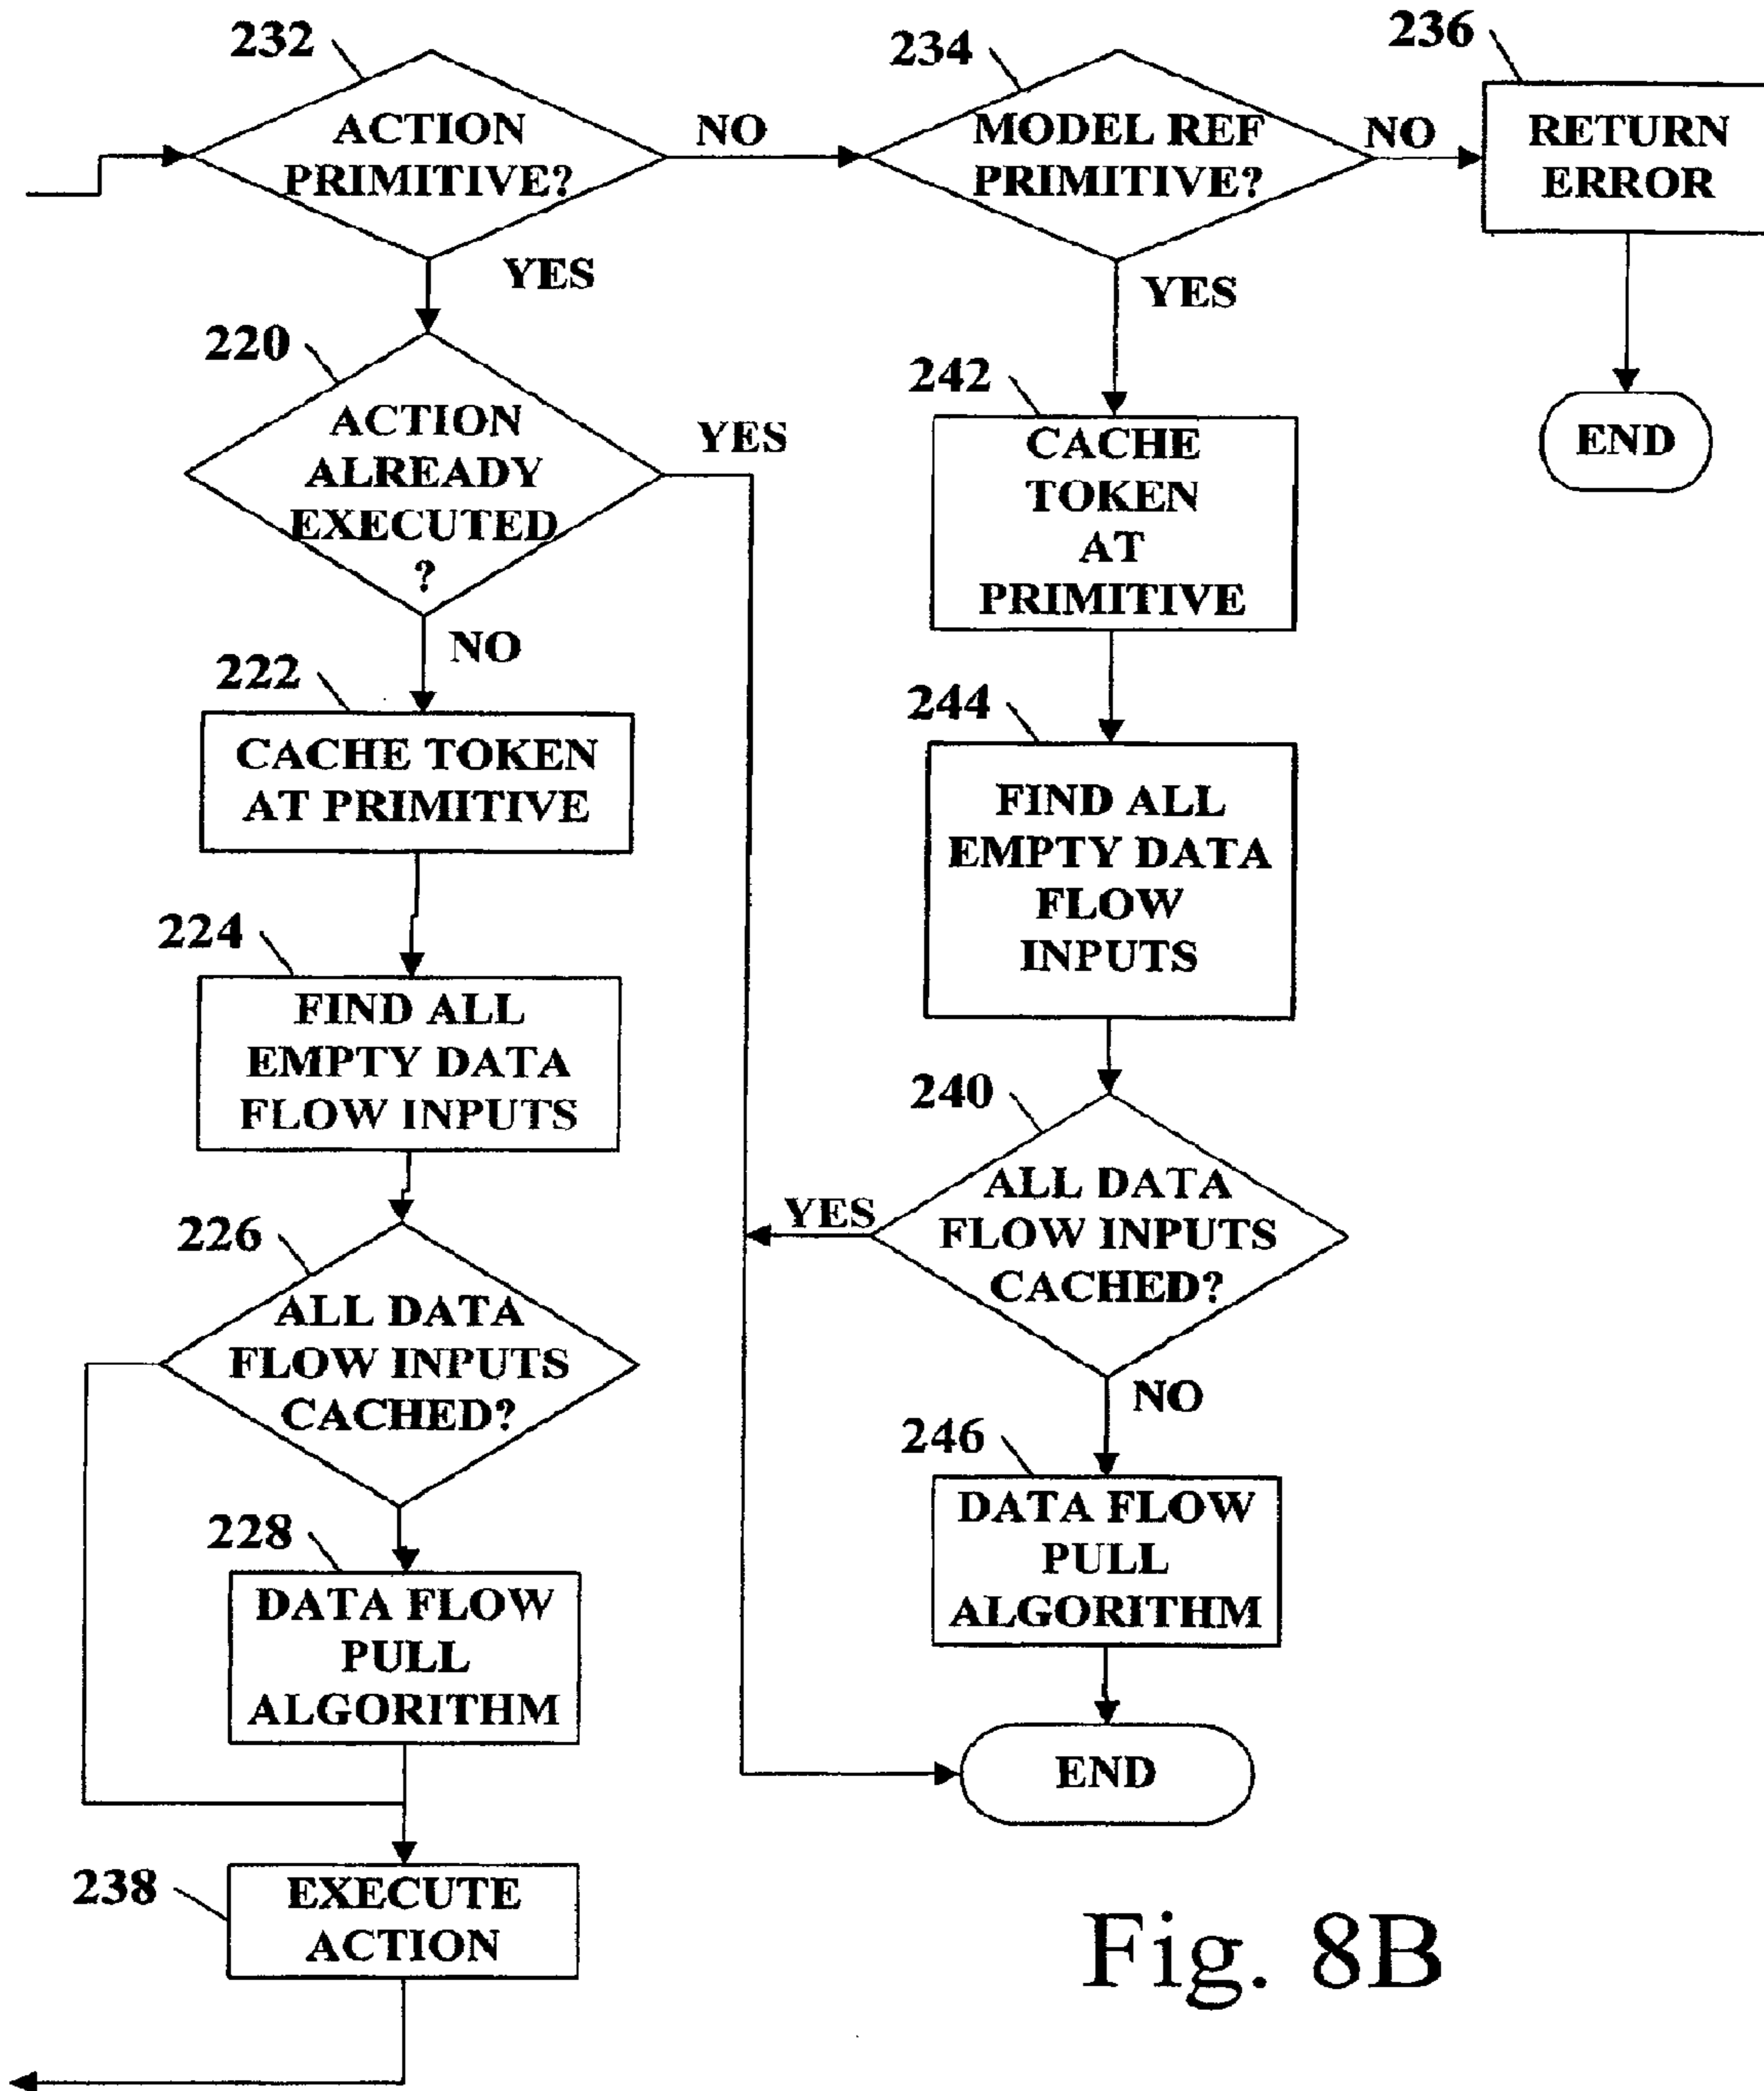 232
ACTION
PRIMITIVE?
NO
YES
234
MODEL REF
PRIMITIVE?
NO
YES
236
RETURN
ERROR
END
220
ACTION
ALREADY
EXECUTED
?
YES
NO
242
CACHE
TOKEN
AT
PRIMITIVE
222
CACHE TOKEN
AT PRIMITIVE
244
FIND ALL
EMPTY DATA
FLOW
INPUTS
224
FIND ALL
EMPTY DATA
FLOW INPUTS
240
ALL DATA
FLOW INPUTS
CACHED?
YES
NO
226
ALL DATA
FLOW INPUTS
CACHED?
246
DATA FLOW
PULL
ALGORITHM
228
DATA FLOW
PULL
ALGORITHM
END
238
EXECUTE
ACTION
Fig. 8B